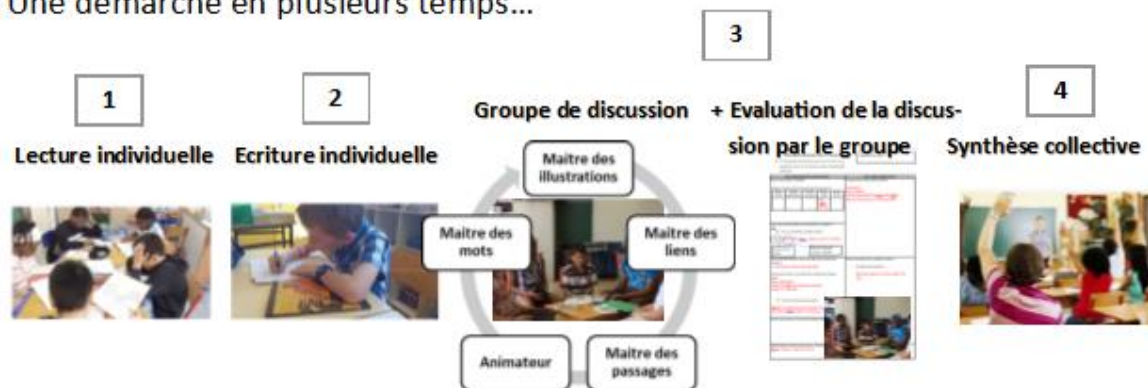 Une démarche en plusieurs temps...
1
Lecture individuelle
2
Ecriture individuelle
3
Groupe de discussion
+ Evaluation de la discus-
sion par le groupe
Maitre des
illustrations
Maitre des
liens
Maitre des
passages
Animateur
Maitre des
mots
4
Synthèse collective